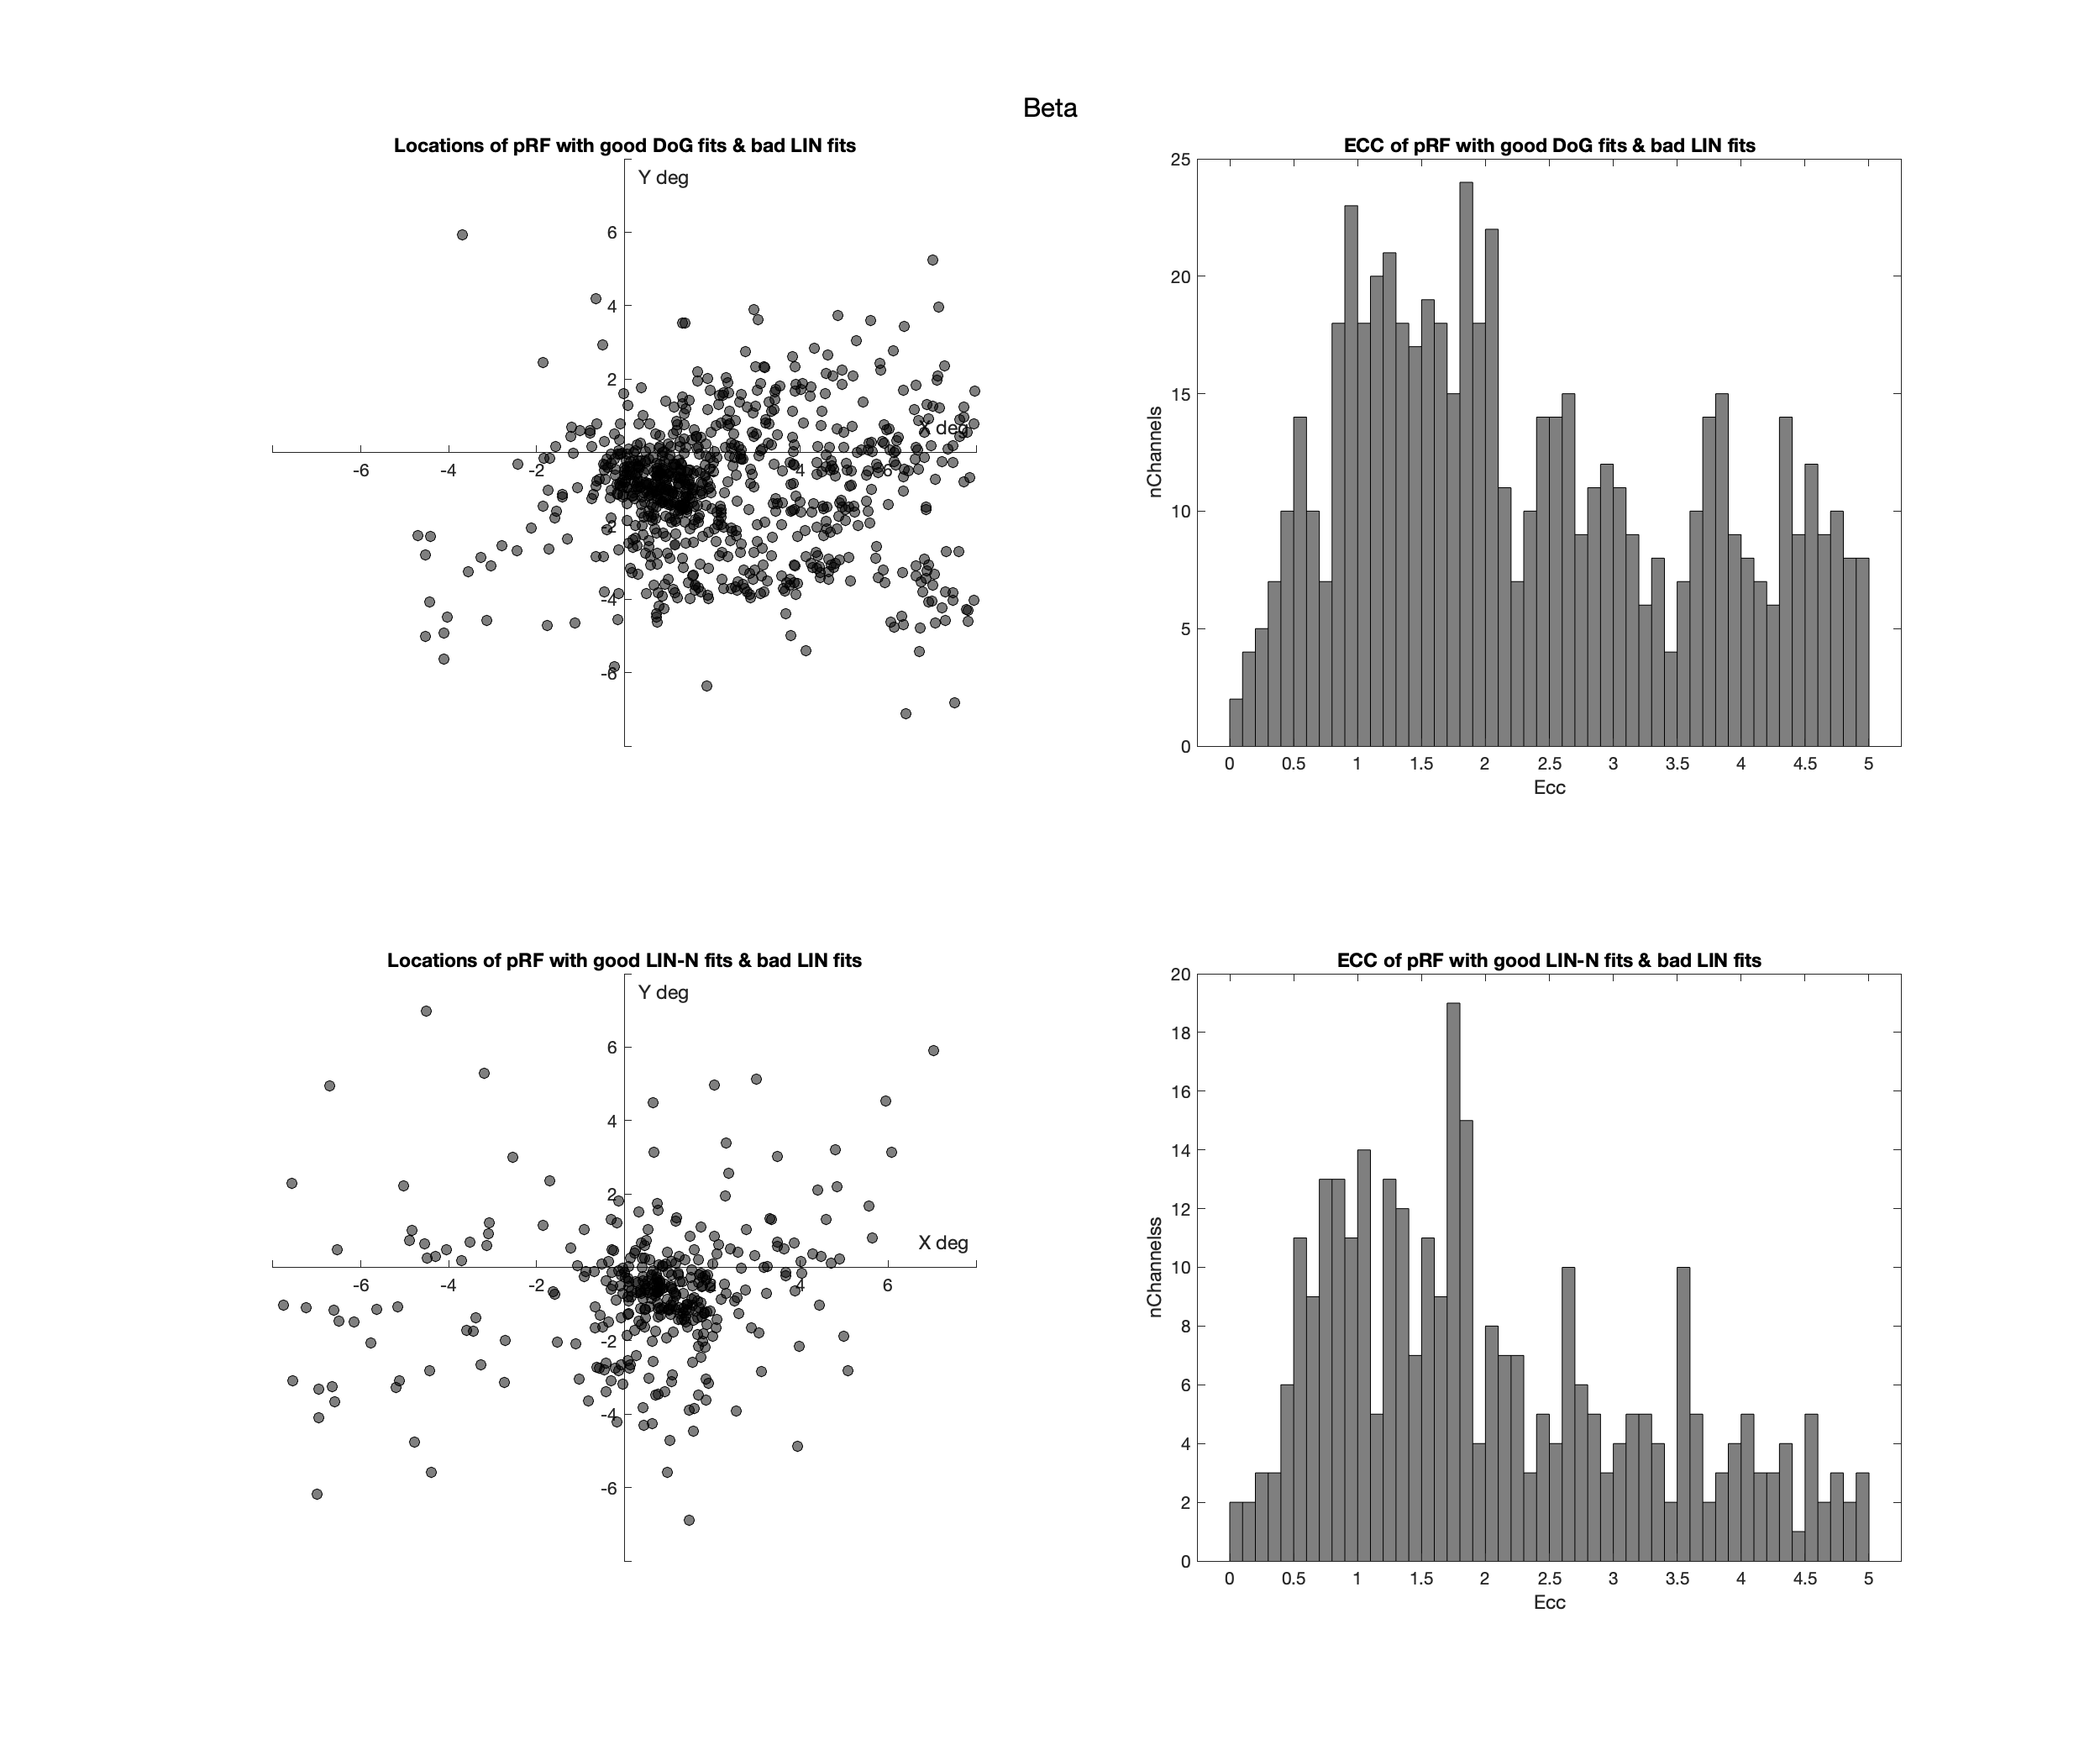 Beta
Locations of pRF with good DoG fits & bad LIN fits
Y deg
6
4
2
X deg
-6 -4 -2 4 6
-2
-4
-6
ECC of pRF with good DoG fits & bad LIN fits
25
20
15
10
5
0
nChannels
0 0.5 1 1.5 2 2.5 3 3.5 4 4.5 5
Ecc
Locations of pRF with good LIN-N fits & bad LIN fits
Y deg
6
4
2
X deg
-6 -4 -2 4 6
-2
-4
-6
ECC of pRF with good LIN-N fits & bad LIN fits
20
18
16
14
12
10
8
6
4
2
0
nChannelss
0 0.5 1 1.5 2 2.5 3 3.5 4 4.5 5
Ecc